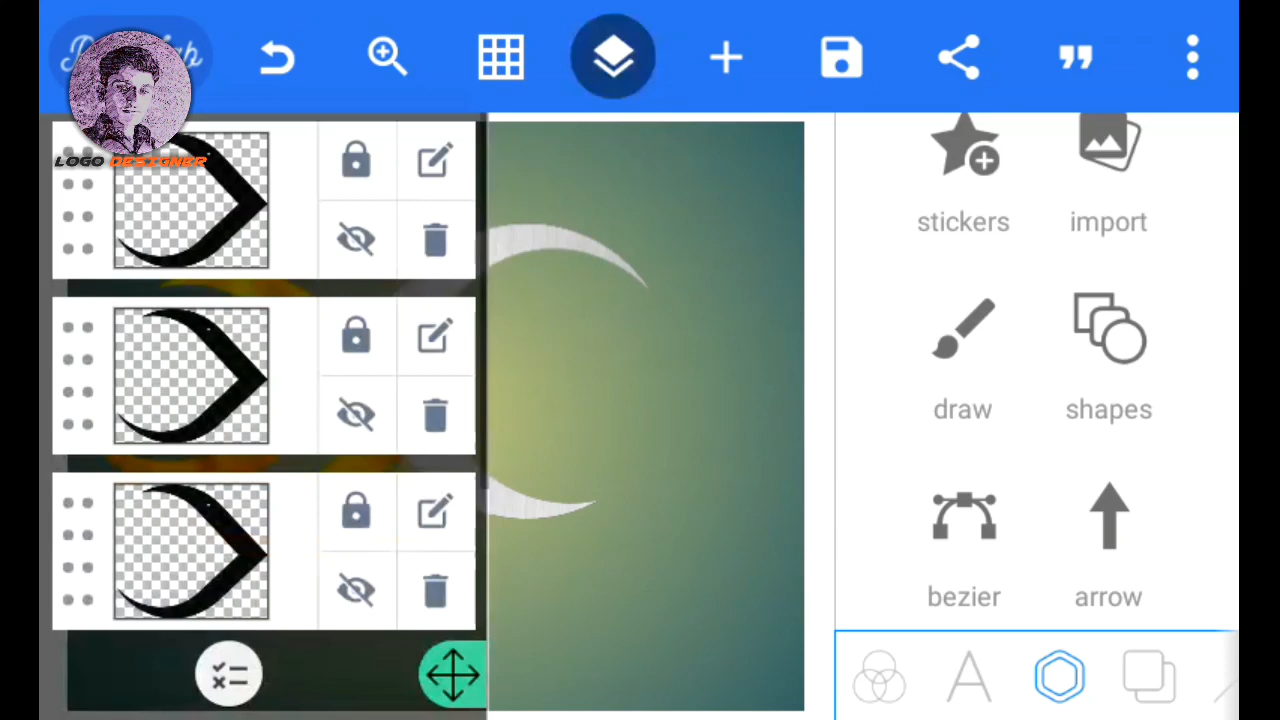 LOGO DESIGNER
stickers
import
draw
shapes
bezier
arrow